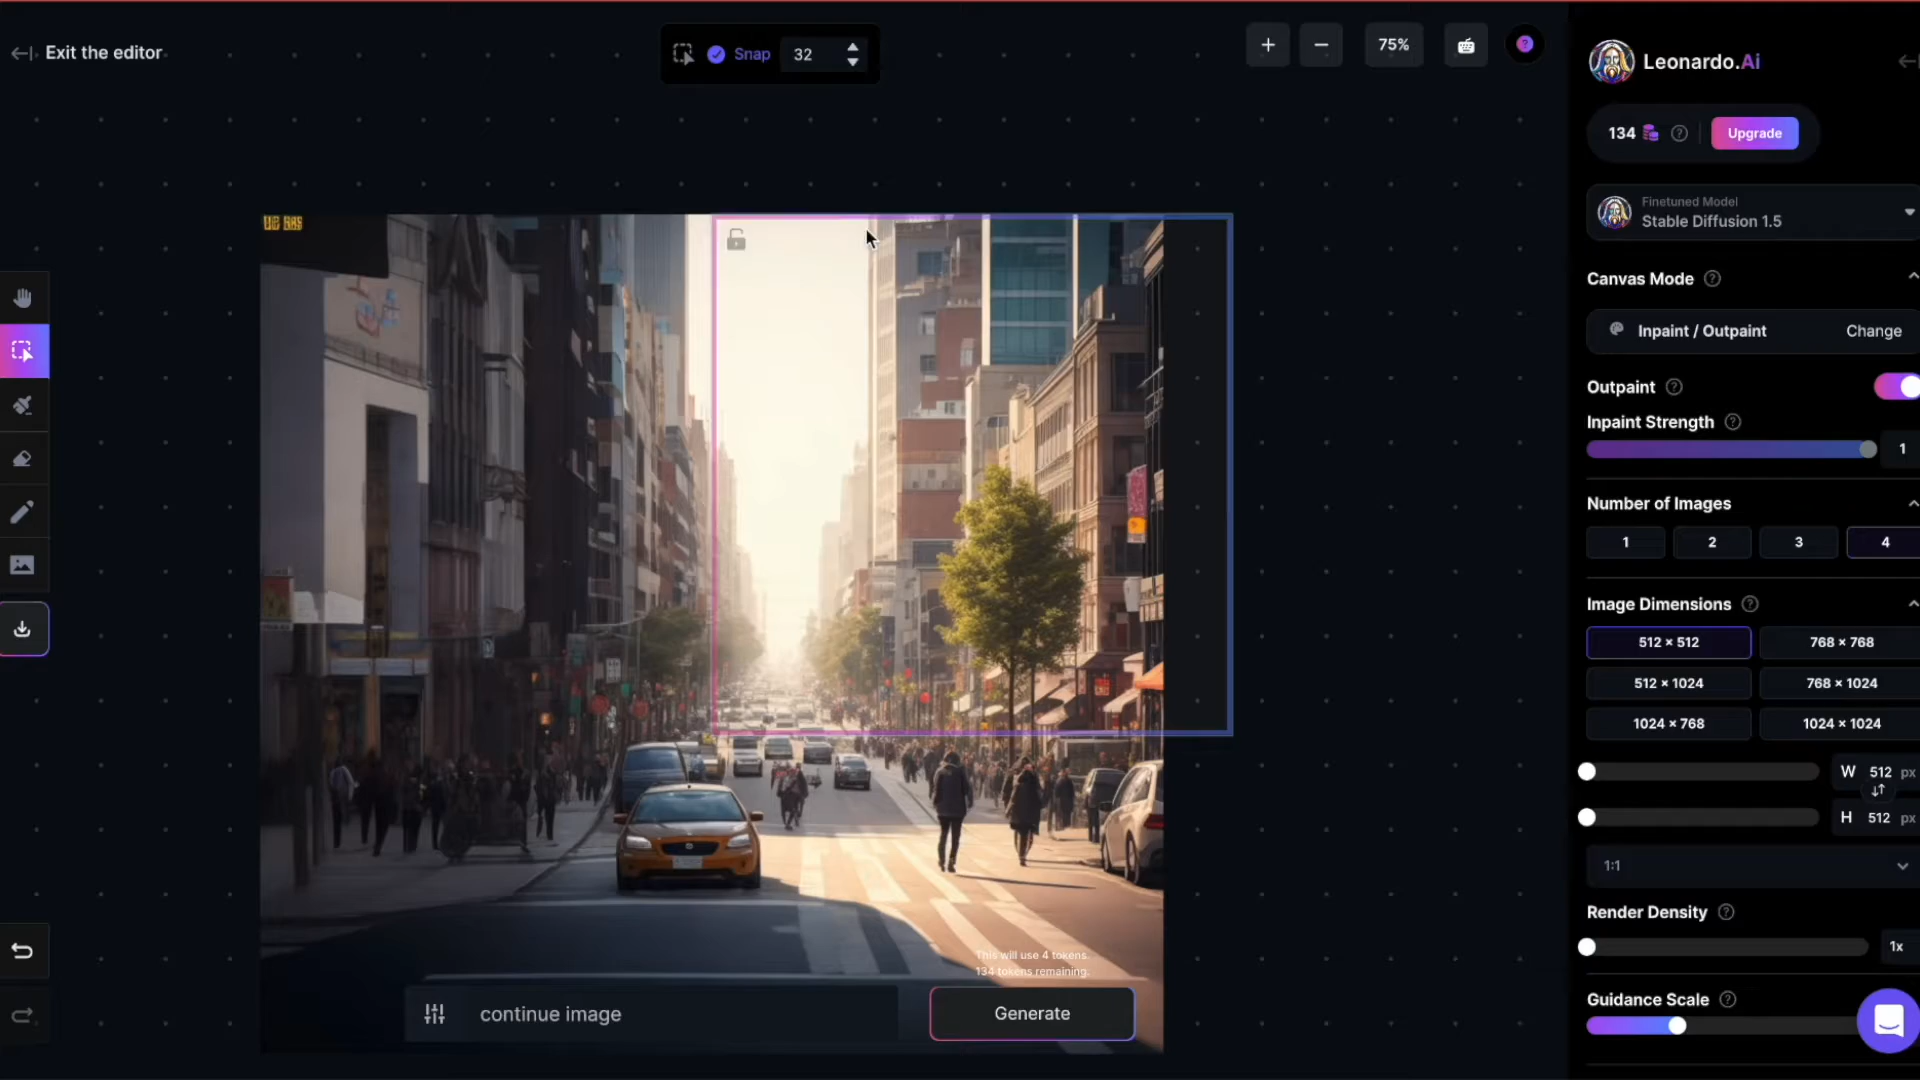 Exit the editor
Snap
32
75%
?
Leonardo.Ai
134
?
Upgrade
Finetuned Model
Stable Diffusion 1.5
Canvas Mode ?
Inpaint / Outpaint Change
Outpaint ?
Inpaint Strength ?
1
Number of Images
1 2 3 4
Image Dimensions ?
512 × 512 768 × 768
512 × 1024 768 × 1024
1024 × 768 1024 × 1024
W 512 px
H 512 px
1:1
Render Density ?
1x
Guidance Scale ?
This will use 4 tokens.
134 tokens remaining.
continue image
Generate